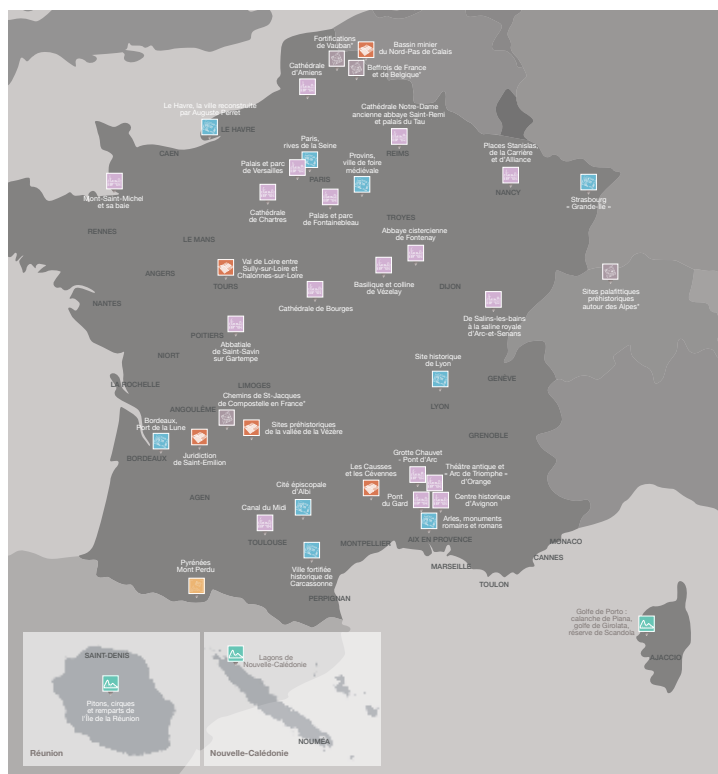 Fortifications
de Vauban*
Bassin minier
du Nord-Pas de Calais
Cathédrale
d'Amiens
Beffrois de France
et de Belgique*
Le Havre, la ville reconstruite
par Auguste Perret
LE HAVRE
Cathédrale Notre-Dame
ancienne abbaye Saint-Remi
et palais du Tau
CAEN
Paris,
rives de la Seine
REIMS
Places Stanislas,
de la Carrière
et d'Alliance
Palais et parc
de Versailles
Provins,
ville de foire
médiévale
PARIS
NANCY
Mont-Saint-Michel
et sa baie
Strasbourg
« Grande-Île »
Cathédrale
de Chartres
Palais et parc
de Fontainebleau
TROYES
RENNES
LE MANS
Abbaye cistercienne
de Fontenay
ANGERS
Val de Loire entre
Sully-sur-Loire et
Chalonnes-sur-Loire
TOURS
Basilique et colline
de Vézelay
DIJON
Sites palafittiques
préhistoriques
autour des Alpes*
NANTES
Cathédrale de Bourges
De Salins-les-bains
à la saline royale
d'Arc-et-Senans
POITIERS
Abbatiale
de Saint-Savin
sur Gartempe
NIORT
Site historique
de Lyon
GENÈVE
LA ROCHELLE
LIMOGES
Chemins de St-Jacques
de Compostelle en France*
ANGOULÊME
LYON
Bordeaux,
Port de la Lune
Sites préhistoriques
de la vallée de la Vézère
GRENOBLE
BORDEAUX
Juridiction
de Saint-Emilion
Grotte Chauvet
- Pont d'Arc
Les Causses
et les Cévennes
Théâtre antique et
« Arc de Triomphe »
d'Orange
AGEN
Cité épiscopale
d'Albi
Pont
du Gard
Centre historique
d'Avignon
Canal du Midi
Arles, monuments
romains et romans
TOULOUSE
MONTPELLIER
AIX EN PROVENCE
MONACO
CANNES
Ville fortifiée
historique de
Carcassonne
MARSEILLE
TOULON
Pyrénées
Mont Perdu
PERPIGNAN
Golfe de Porto :
calanche de Piana,
golfe de Girolata,
réserve de Scandola
AJACCIO
SAINT-DENIS
Pitons, cirques
et remparts de
l'Île de la Réunion
Réunion
Lagons de
Nouvelle-Calédonie
NOUMÉA
Nouvelle-Calédonie